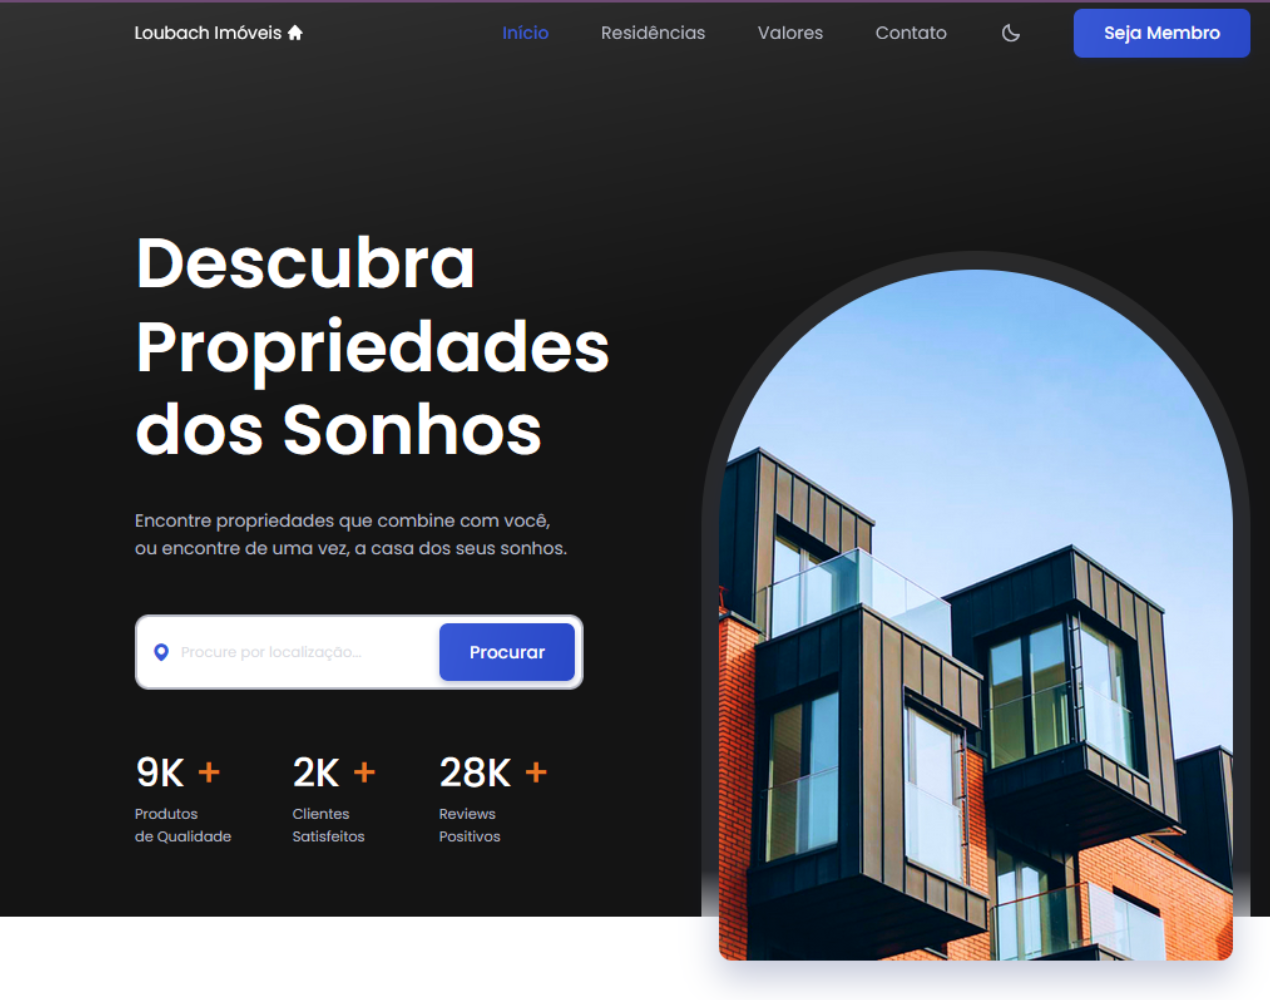 Loubach Imóveis
Início
Residências
Valores
Contato
Seja Membro
Descubra
Propriedades
dos Sonhos
Encontre propriedades que combine com você,
ou encontre de uma vez, a casa dos seus sonhos.
Procure por localização...
Procurar
9K +
Produtos
de Qualidade
2K +
Clientes
Satisfeitos
28K +
Reviews
Positivos